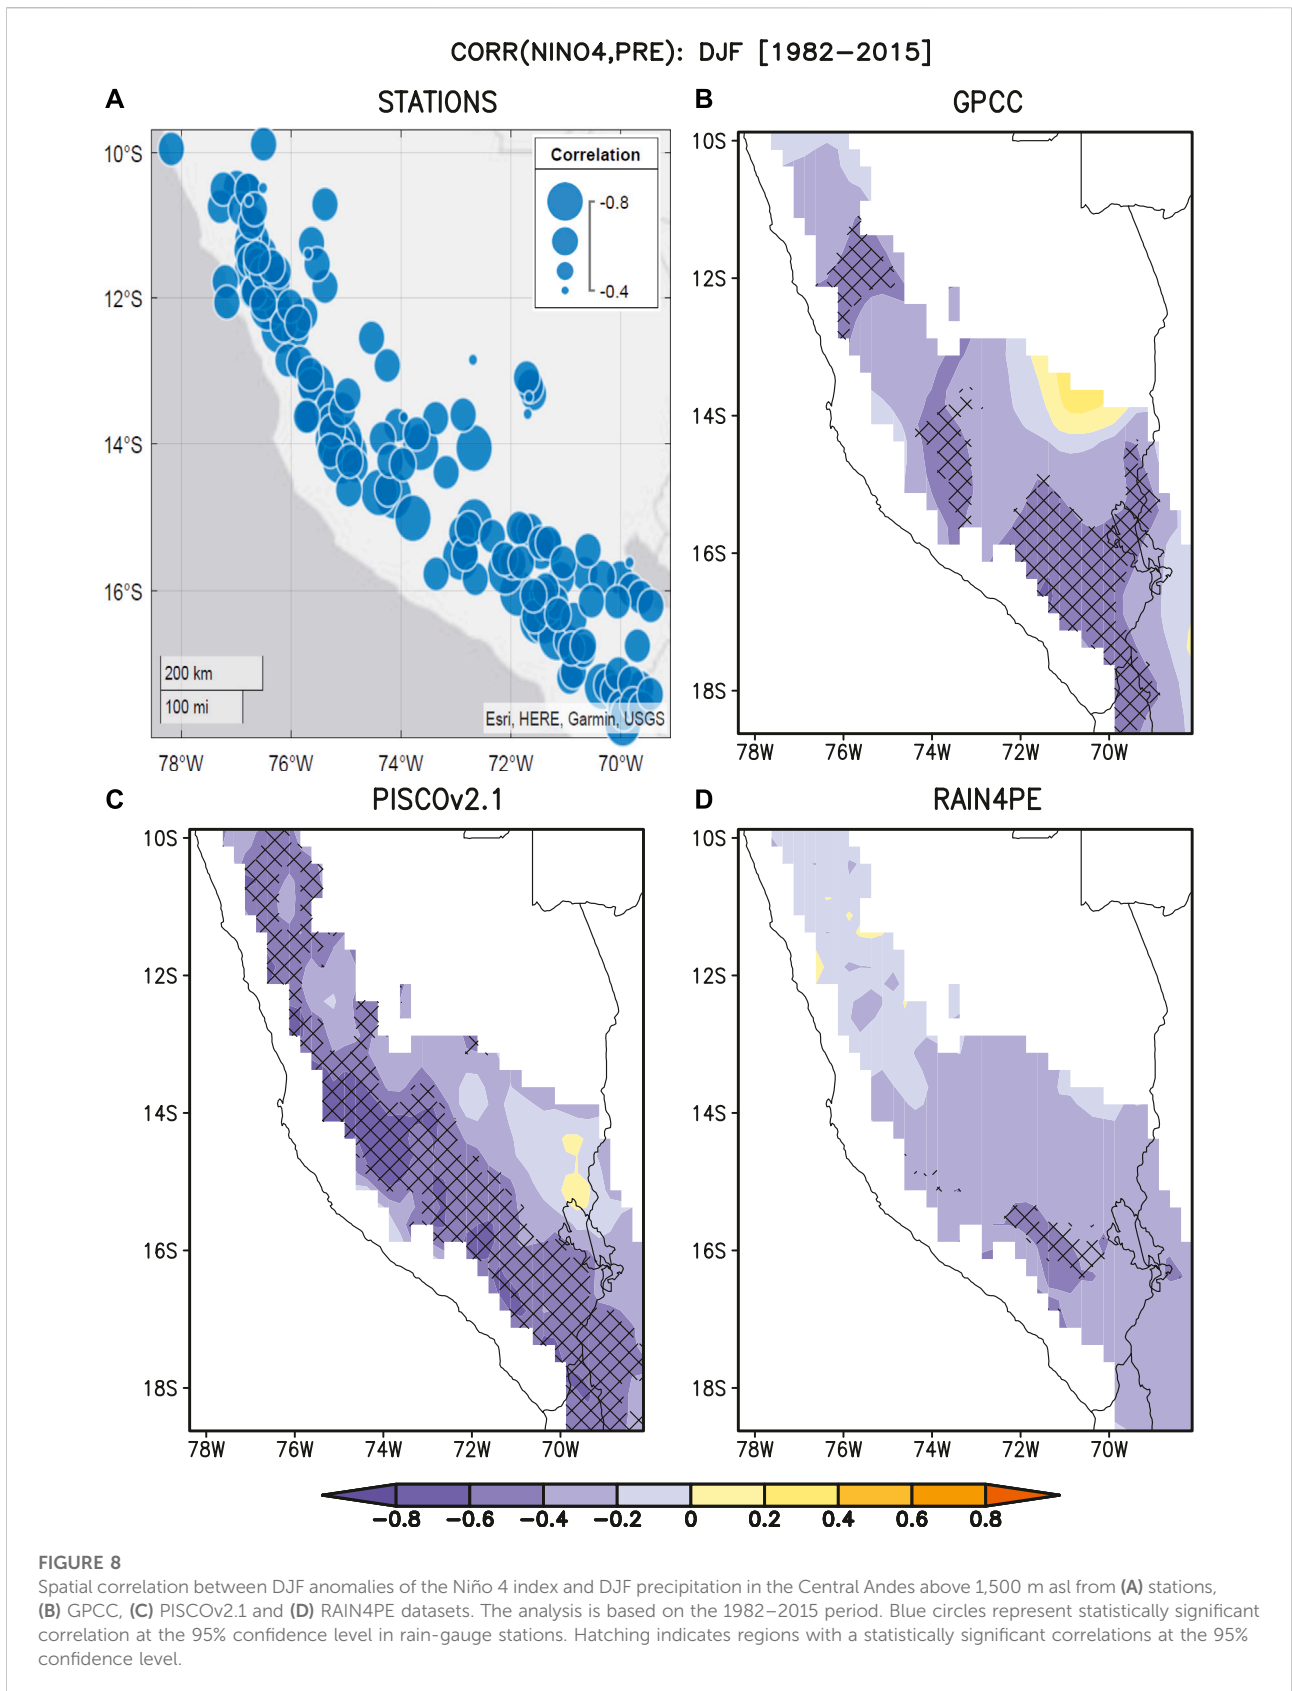 CORR(NINO4,PRE): DJF [1982−2015]
A
STATIONS
10°S
12°S
14°S
16°S
78°W
76°W
74°W
72°W
70°W
Correlation
-0.8
-0.4
200 km
100 mi
Esri, HERE, Garmin, USGS
B
GPCC
10S
12S
14S
16S
18S
78W
76W
74W
72W
70W
C
PISCOv2.1
10S
12S
14S
16S
18S
78W
76W
74W
72W
70W
D
RAIN4PE
10S
12S
14S
16S
18S
78W
76W
74W
72W
70W
−0.8
−0.6
−0.4
−0.2
0
0.2
0.4
0.6
0.8
FIGURE 8
Spatial correlation between DJF anomalies of the Niño 4 index and DJF precipitation in the Central Andes above 1,500 m asl from (A) stations,
(B) GPCC, (C) PISCOv2.1 and (D) RAIN4PE datasets. The analysis is based on the 1982–2015 period. Blue circles represent statistically significant
correlation at the 95% confidence level in rain-gauge stations. Hatching indicates regions with a statistically significant correlations at the 95%
confidence level.